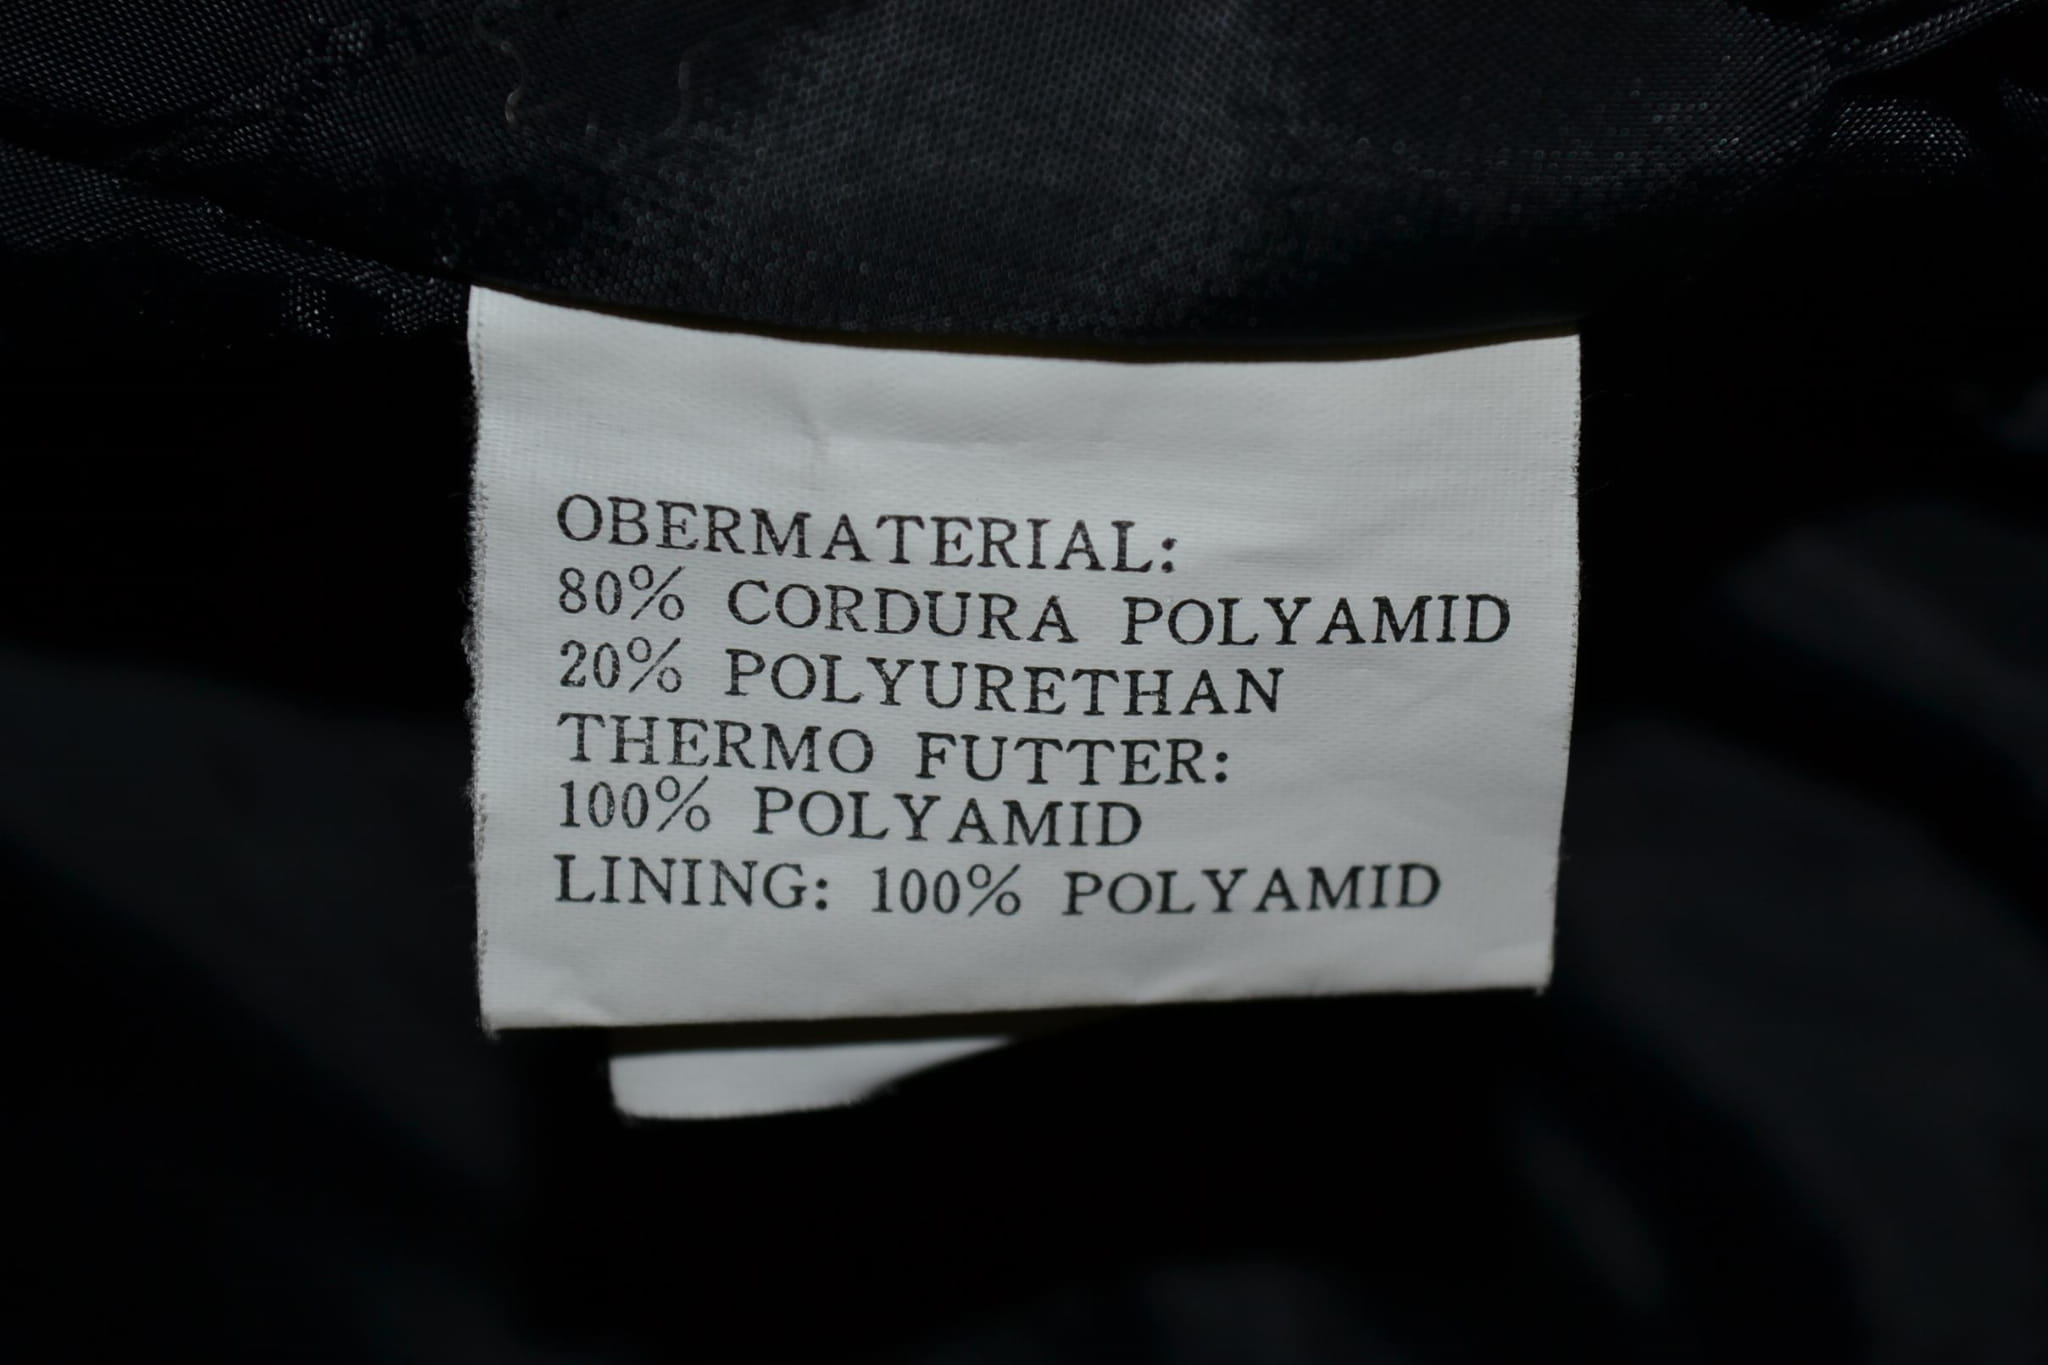 OBERMATERIAL:
80% CORDURA POLYAMID
20% POLYURETHAN
THERMO FUTTER:
100% POLYAMID
LINING: 100% POLYAMID